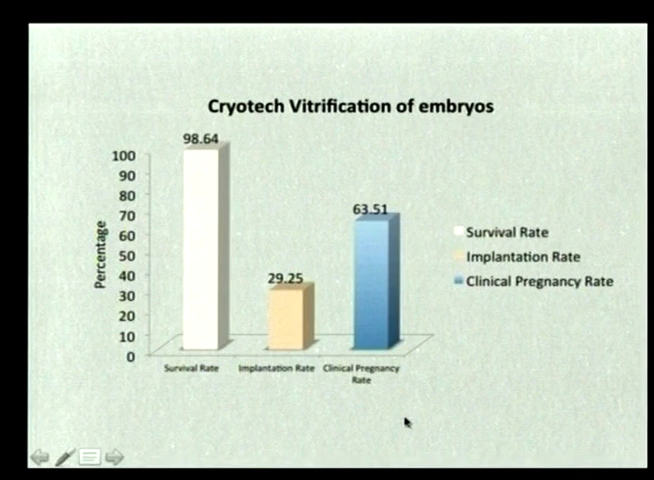 Cryotech Vitrification of embryos
98.64
63.51
29.25
100
90
80
70
60
50
40
30
20
10
0
Percentage
Survival Rate
Implantation Rate
Clinical Pregnancy
Rate
Survival Rate
Implantation Rate
Clinical Pregnancy Rate